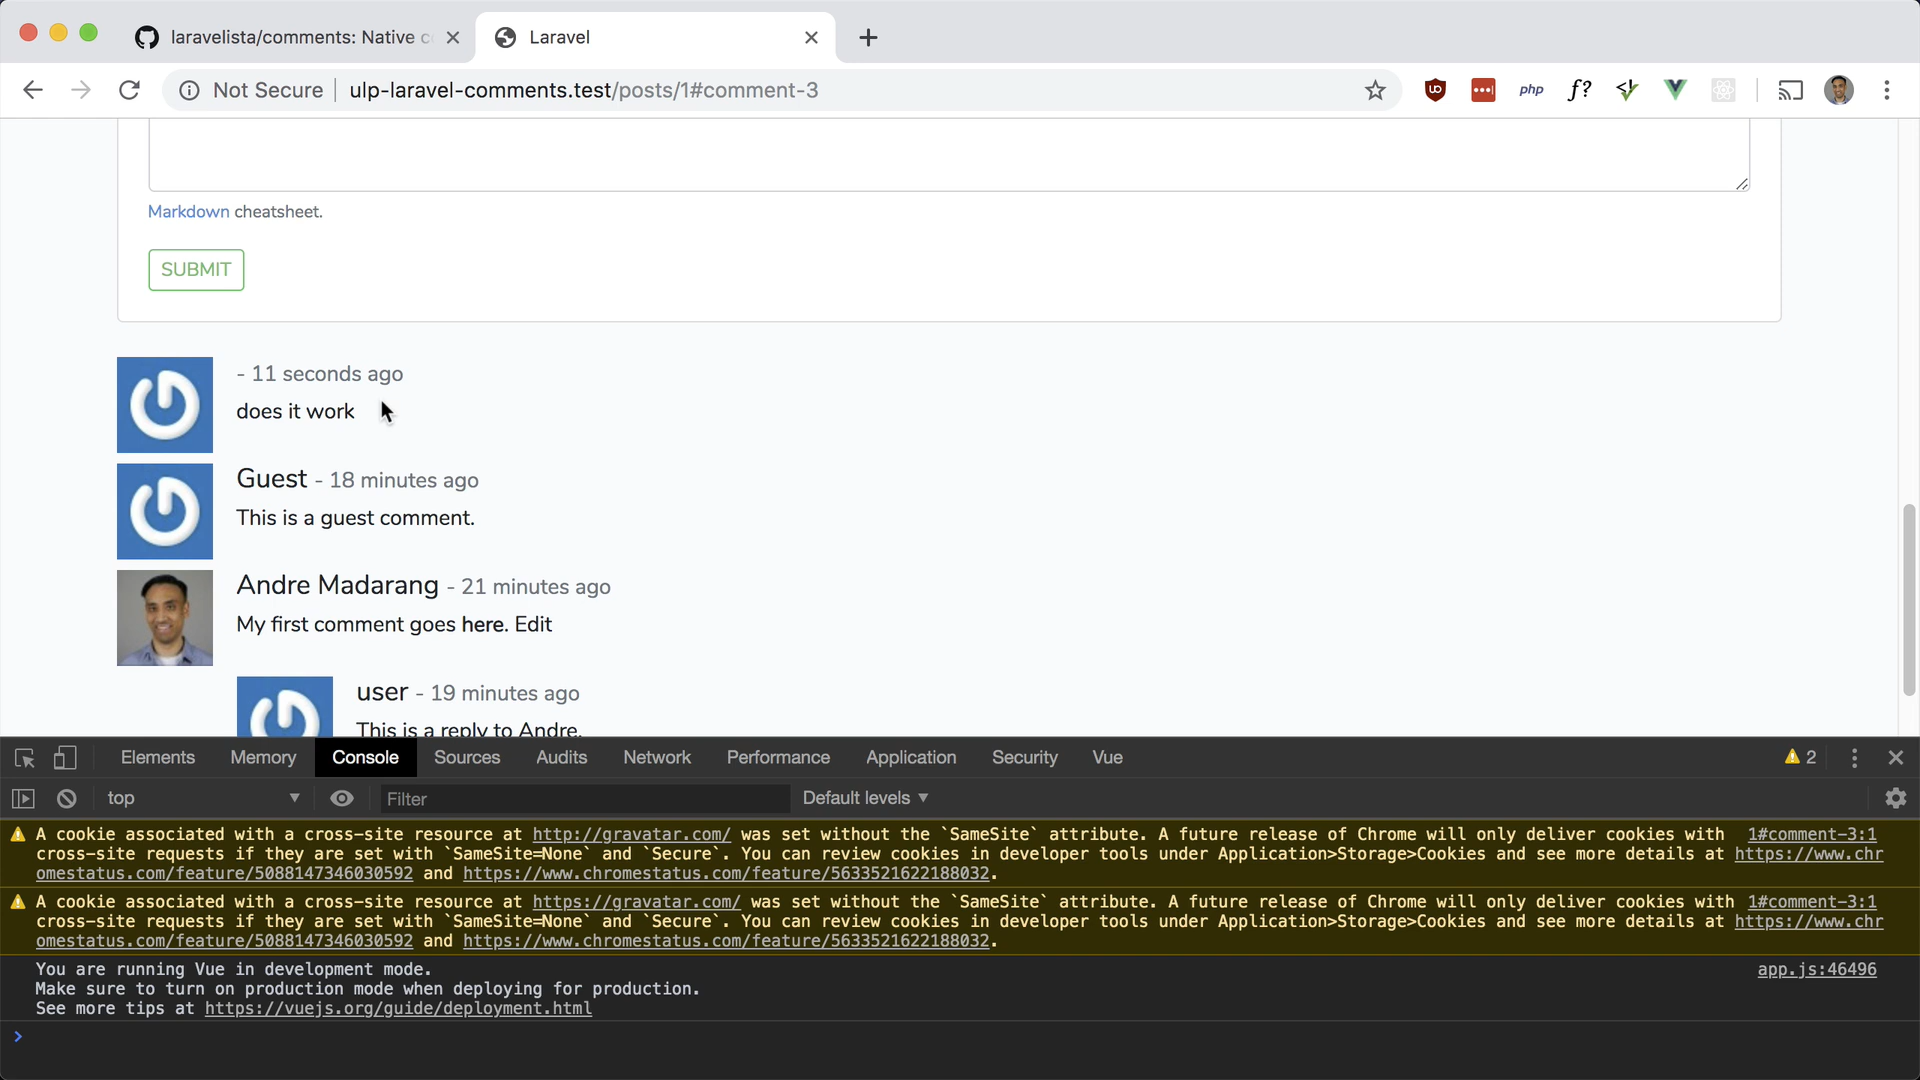 laravelista/comments: Native c
Laravel
Not Secure
ulp-laravel-comments.test/posts/1#comment-3
php
f?
Markdown cheatsheet.
SUBMIT
- 11 seconds ago
does it work
Guest - 18 minutes ago
This is a guest comment.
Andre Madarang - 21 minutes ago
My first comment goes here. Edit
user - 19 minutes ago
This is a reply to Andre.
Elements
Memory
Console
Sources
Audits
Network
Performance
Application
Security
Vue
2
top
Filter
Default levels
A cookie associated with a cross-site resource at http://gravatar.com/ was set without the `SameSite` attribute. A future release of Chrome will only deliver cookies with 1#comment-3:1
cross-site requests if they are set with `SameSite=None` and `Secure`. You can review cookies in developer tools under Application>Storage>Cookies and see more details at https://www.chr
omestatus.com/feature/5088147346030592 and https://www.chromestatus.com/feature/5633521622188032.
A cookie associated with a cross-site resource at https://gravatar.com/ was set without the `SameSite` attribute. A future release of Chrome will only deliver cookies with 1#comment-3:1
cross-site requests if they are set with `SameSite=None` and `Secure`. You can review cookies in developer tools under Application>Storage>Cookies and see more details at https://www.chr
omestatus.com/feature/5088147346030592 and https://www.chromestatus.com/feature/5633521622188032.
You are running Vue in development mode. app.js:46496
Make sure to turn on production mode when deploying for production.
See more tips at https://vuejs.org/guide/deployment.html